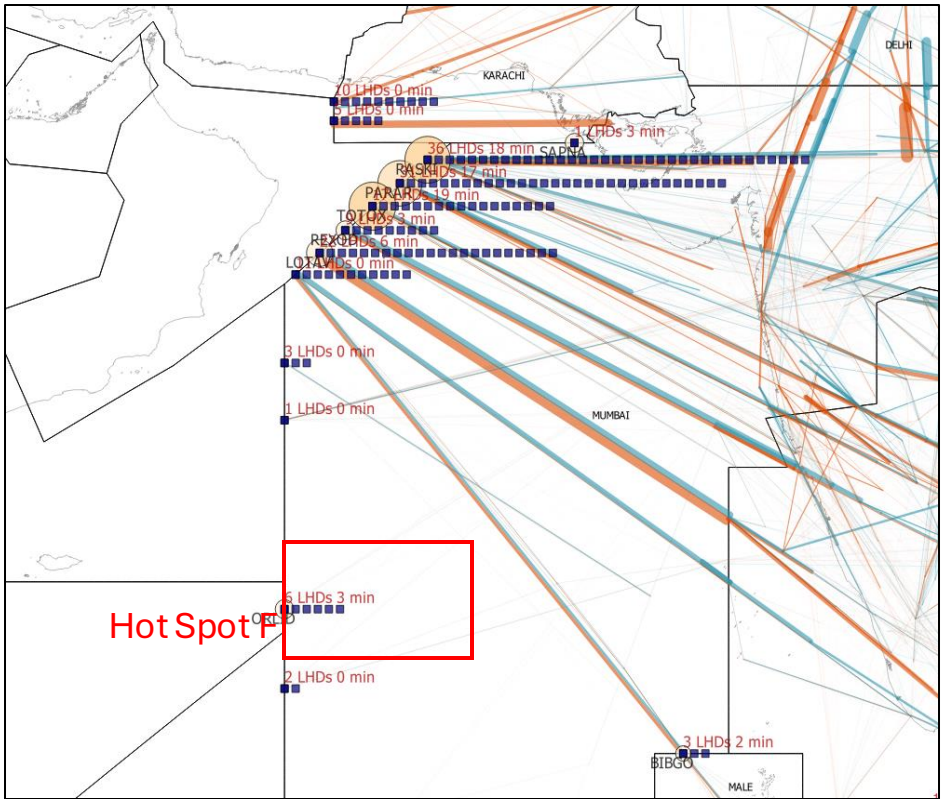 DELHI
KARACHI
10 LHDs 0 min
5 LHDs 0 min
1 LHDs 3 min
SAPNA
36 LHDs 18 min
RASKI
LHDs 17 min
PAPAR
LHDs 19 min
TOTOX
LHDs 3 min
REXOD
LHDs 6 min
LOTAV
LHDs 0 min
3 LHDs 0 min
1 LHDs 0 min
MUMBAI
6 LHDs 3 min
Hot Spot F
2 LHDs 0 min
3 LHDs 2 min
BIBGO
MALE